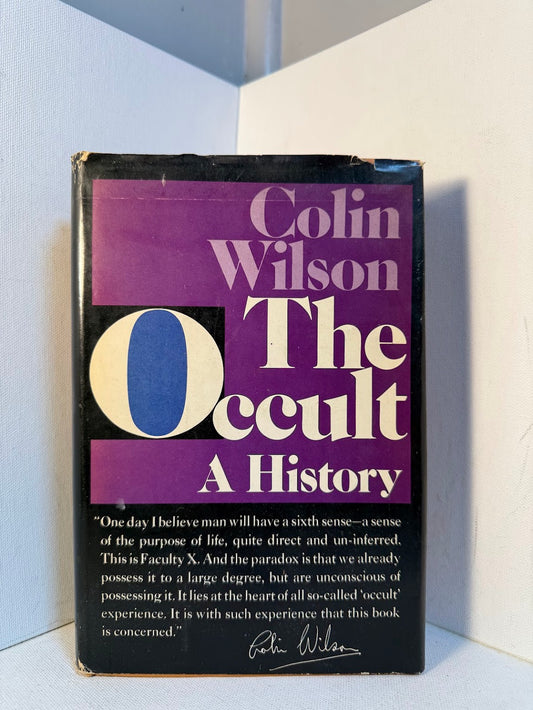 Colin
Wilson
The
Occult
A History
"One day I believe man will have a sixth sense—a sense
of the purpose of life, quite direct and un-inferred.
This is Faculty X. And the paradox is that we already
possess it to a large degree, but are unconscious of
possessing it. It lies at the heart of all so-called 'occult'
experience. It is with such experience that this book
is concerned."
Colin Wilson